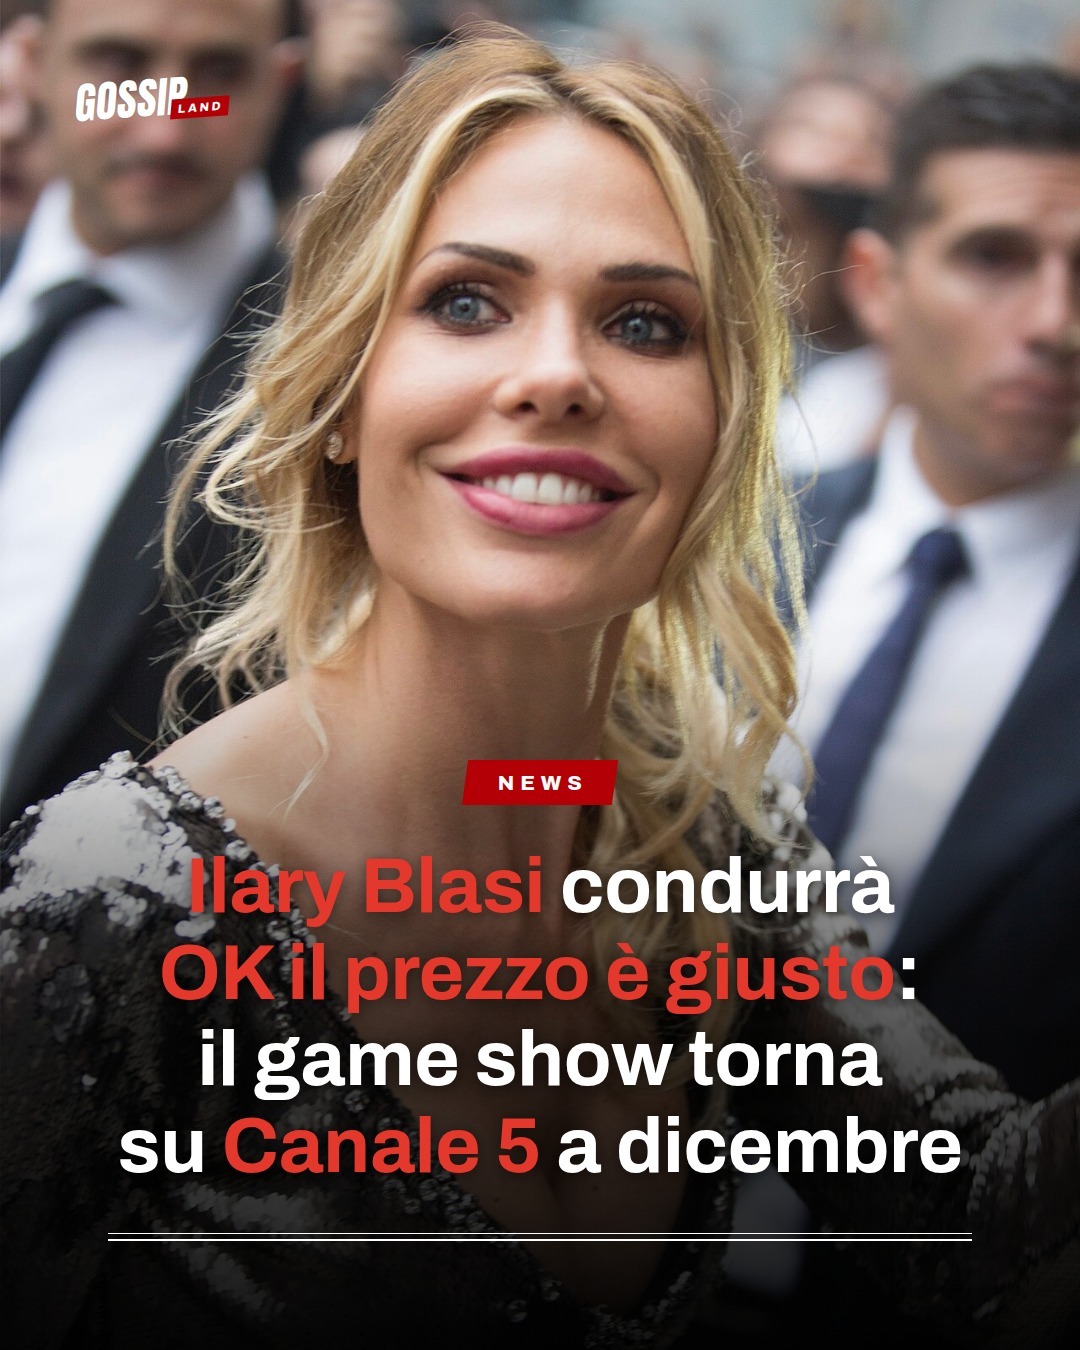 GOSSIP
LAND
NEWS
Ilary Blasi condurrà
OK il prezzo è giusto:
il game show torna
su Canale 5 a dicembre